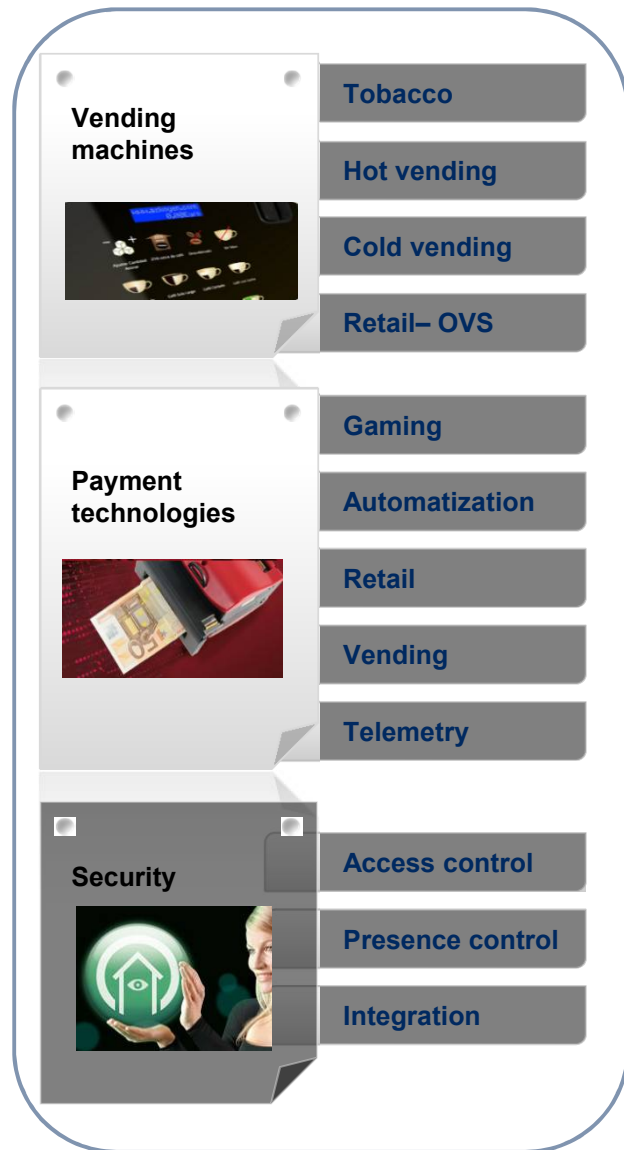 Vending
machines
Tobacco
Hot vending
Cold vending
Retail– OVS
Payment
technologies
Gaming
Automatization
Retail
Vending
Telemetry
Security
Access control
Presence control
Integration